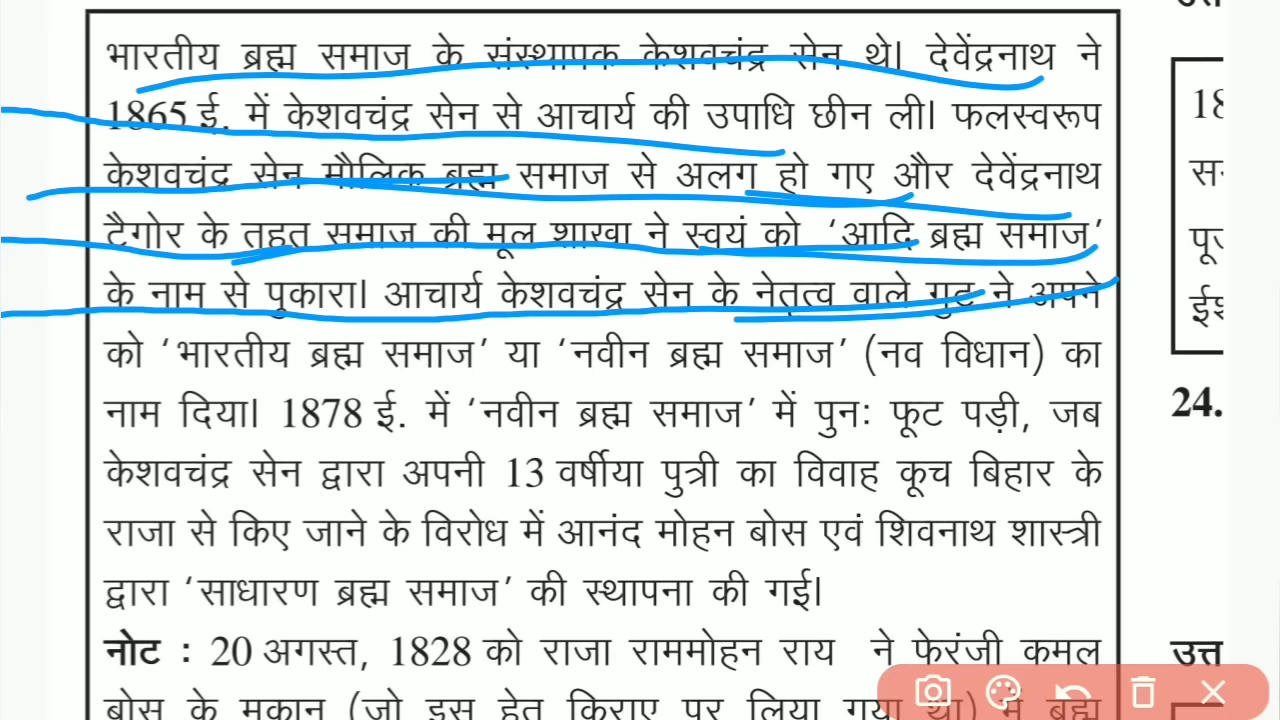 भारतीय ब्रह्म समाज के संस्थापक केशवचंद्र सेन थे। देवेंद्रनाथ ने
1865 ई. में केशवचंद्र सेन से आचार्य की उपाधि छीन ली। फलस्वरूप
केशवचंद्र सेन मौलिक ब्रह्म समाज से अलग हो गए और देवेंद्रनाथ
टैगोर के तहत समाज की मूल शाखा ने स्वयं को ‘आदि ब्रह्म समाज’
के नाम से पुकारा। आचार्य केशवचंद्र सेन के नेतृत्व वाले गुट ने अपने
को ‘भारतीय ब्रह्म समाज’ या ‘नवीन ब्रह्म समाज’ (नव विधान) का
नाम दिया। 1878 ई. में ‘नवीन ब्रह्म समाज’ में पुनः फूट पड़ी, जब
केशवचंद्र सेन द्वारा अपनी 13 वर्षीया पुत्री का विवाह कूच बिहार के
राजा से किए जाने के विरोध में आनंद मोहन बोस एवं शिवनाथ शास्त्री
द्वारा ‘साधारण ब्रह्म समाज’ की स्थापना की गई।
नोट : 20 अगस्त, 1828 को राजा राममोहन राय ने फेरंजी कमल
बोस के मकान (जो इस हेतु किराए पर लिया गया था) में ब्रह्म
18
पूज
ईश
24.
उत्त